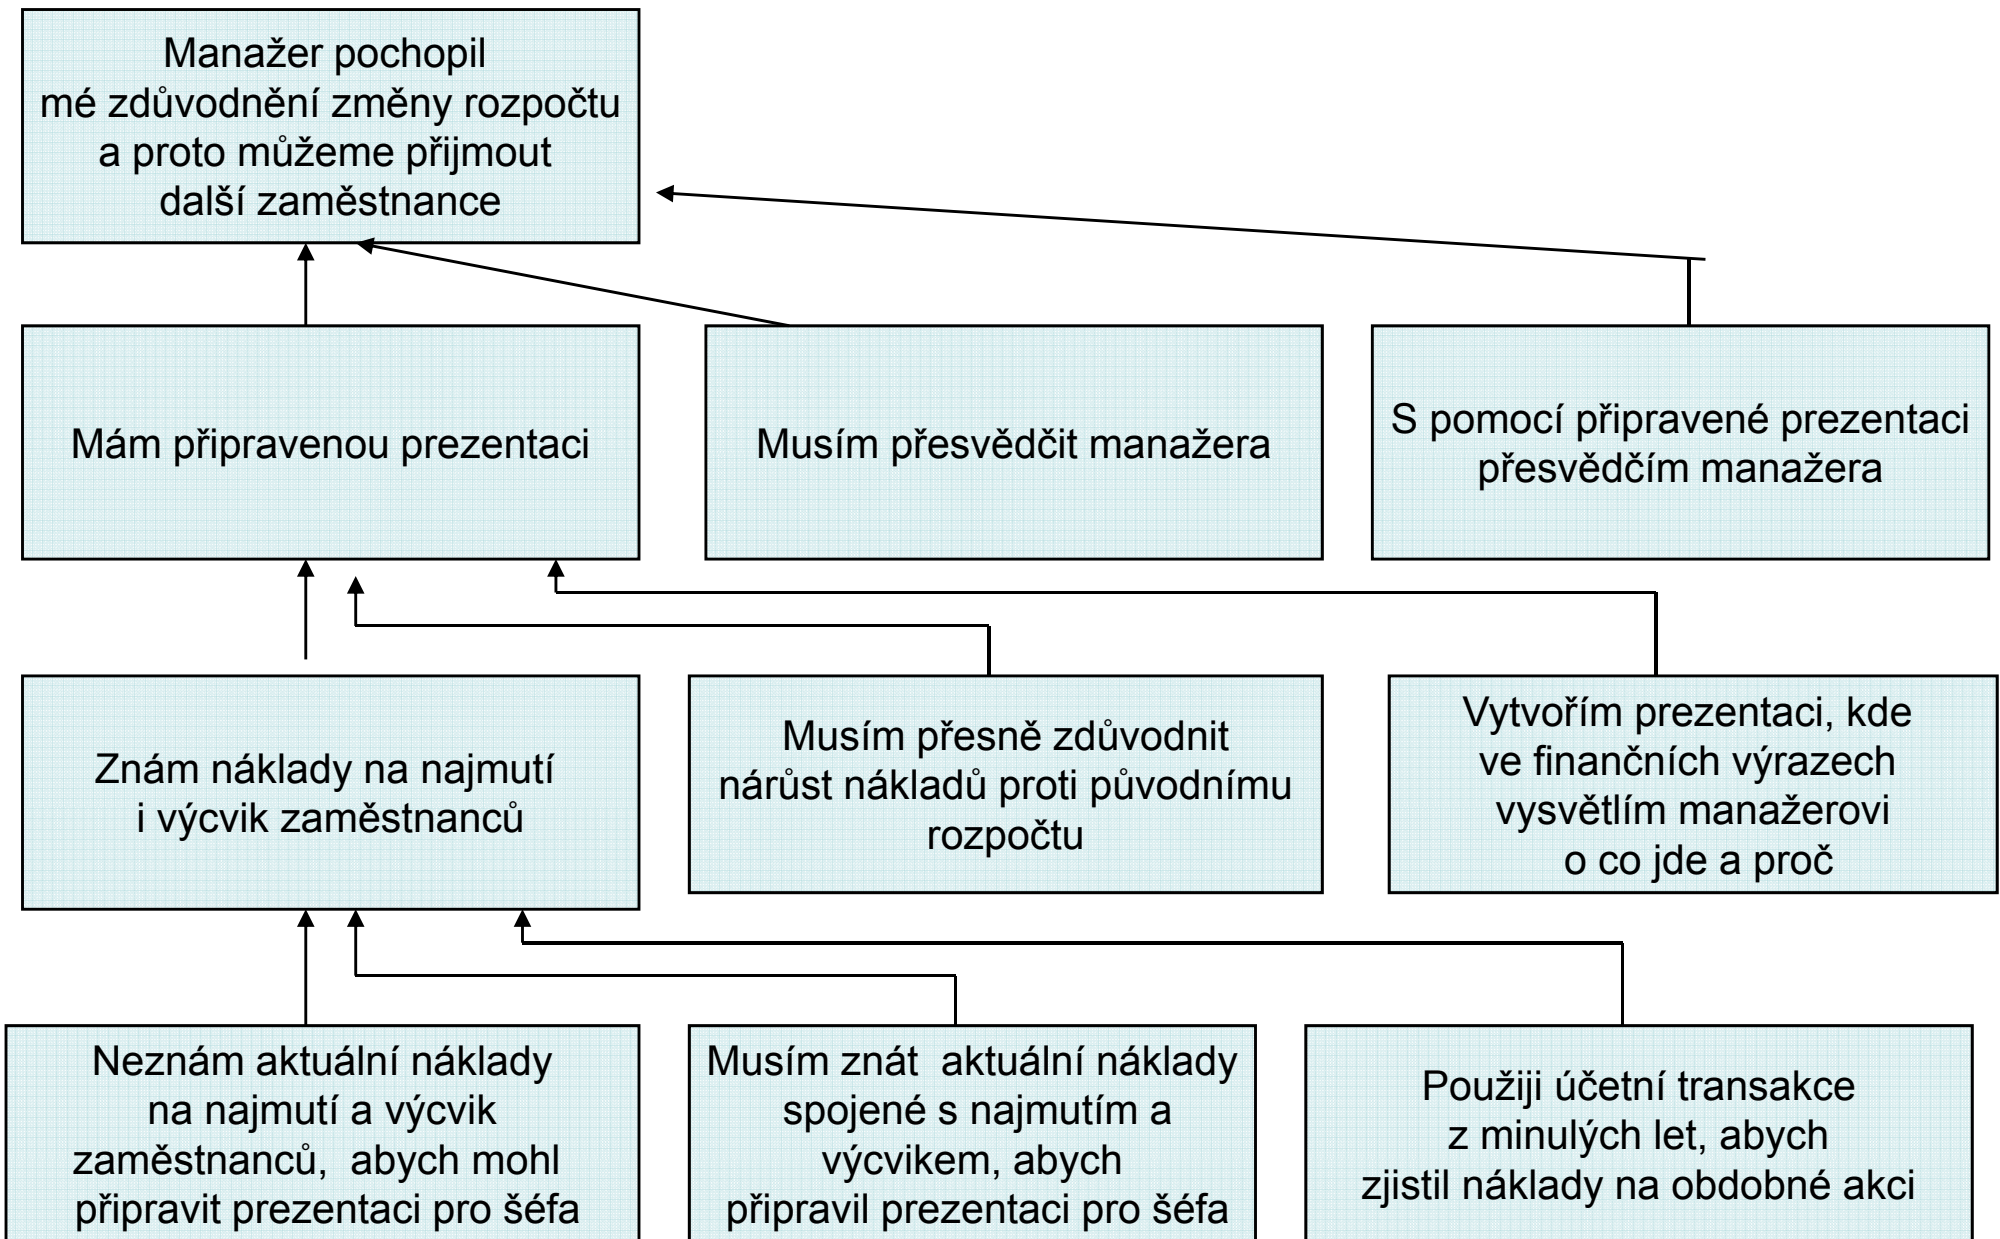 Manažer pochopil
mé zdůvodnění změny rozpočtu
a proto můžeme přijmout
další zaměstnance
Mám připravenou prezentaci
Musím přesvědčit manažera
S pomocí připravené prezentaci
přesvědčím manažera
Znám náklady na najmutí
i výcvik zaměstnanců
Musím přesně zdůvodnit
nárůst nákladů proti původnímu
rozpočtu
Vytvořím prezentaci, kde
ve finančních výrazech
vysvětlím manažerovi
o co jde a proč
Neznám aktuální náklady
na najmutí a výcvik
zaměstnanců, abych mohl
připravit prezentaci pro šéfa
Musím znát aktuální náklady
spojené s najmutím a
výcvikem, abych
připravil prezentaci pro šéfa
Použiji účetní transakce
z minulých let, abych
zjistil náklady na obdobné akci